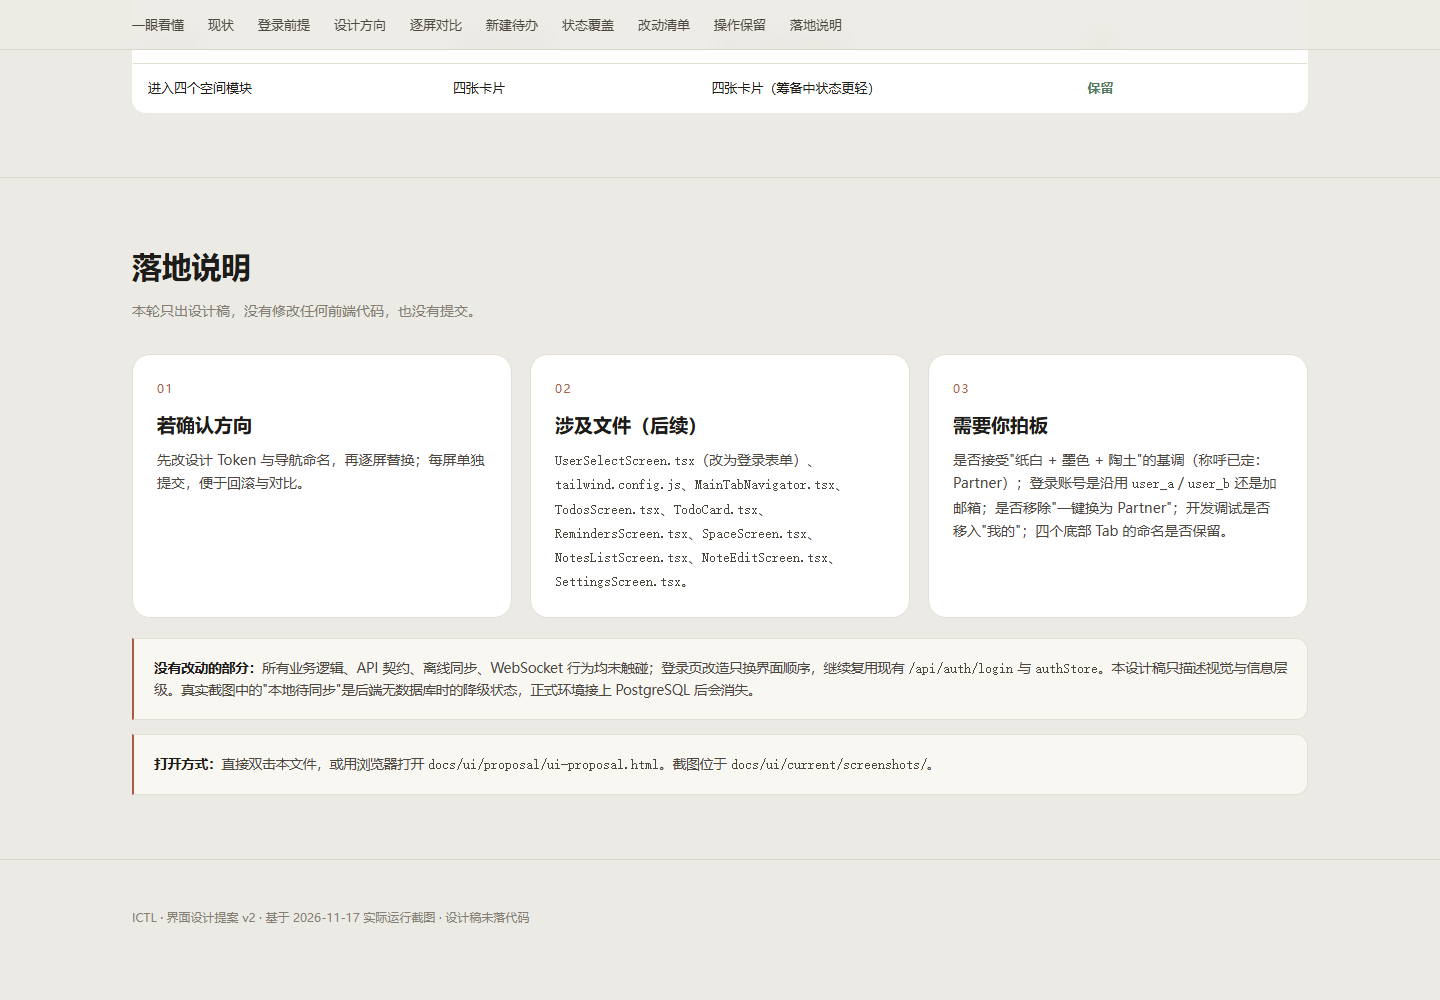 一眼看懂 现状 登录前提 设计方向 逐屏对比 新建待办 状态覆盖 改动清单 操作保留 落地说明
进入四个空间模块 四张卡片 四张卡片（筹备中状态更轻） 保留
落地说明
本轮只出设计稿，没有修改任何前端代码，也没有提交。
01
若确认方向
先改设计 Token 与导航命名，再逐屏替换；每屏单独
提交，便于回滚与对比。
02
涉及文件（后续）
UserSelectScreen.tsx（改为登录表单）、
tailwind.config.js、MainTabNavigator.tsx、
TodosScreen.tsx、TodoCard.tsx、
RemindersScreen.tsx、SpaceScreen.tsx、
NotesListScreen.tsx、NoteEditScreen.tsx、
SettingsScreen.tsx。
03
需要你拍板
是否接受"纸白 + 墨色 + 陶土"的基调（称呼已定：
Partner）；登录账号是沿用 user_a / user_b 还是加
邮箱；是否移除"一键换为 Partner"；开发调试是否
移入"我的"；四个底部 Tab 的命名是否保留。
没有改动的部分：所有业务逻辑、API 契约、离线同步、WebSocket 行为均未触碰；登录页改造只换界面顺序，继续复用现有 /api/auth/login 与 authStore。本设计稿只描述视觉与信息层
级。真实截图中的"本地待同步"是后端无数据库时的降级状态，正式环境接上 PostgreSQL 后会消失。
打开方式：直接双击本文件，或用浏览器打开 docs/ui/proposal/ui-proposal.html。截图位于 docs/ui/current/screenshots/。
ICTL · 界面设计提案 v2 · 基于 2026-11-17 实际运行截图 · 设计稿未落代码